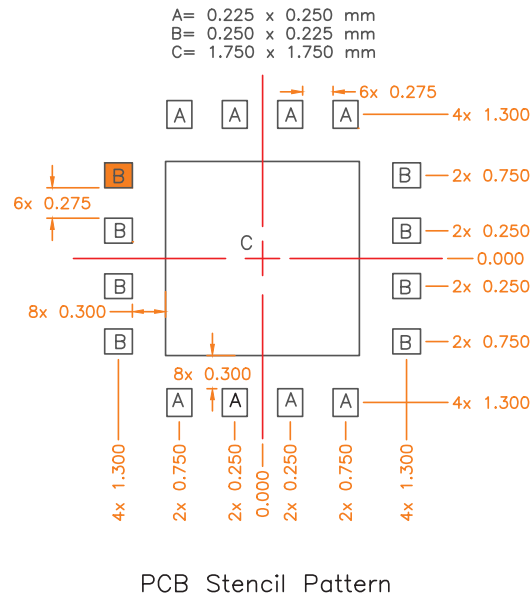 A= 0.225 x 0.250 mm
B= 0.250 x 0.225 mm
C= 1.750 x 1.750 mm
6x 0.275
A A A A 4x 1.300
B B 2x 0.750
6x 0.275
B B 2x 0.250
C
0.000
B B 2x 0.250
8x 0.300
B B 2x 0.750
8x 0.300
A A A A 4x 1.300
4x 1.300
2x 0.750
2x 0.250
0.000
2x 0.250
2x 0.750
4x 1.300
PCB Stencil Pattern